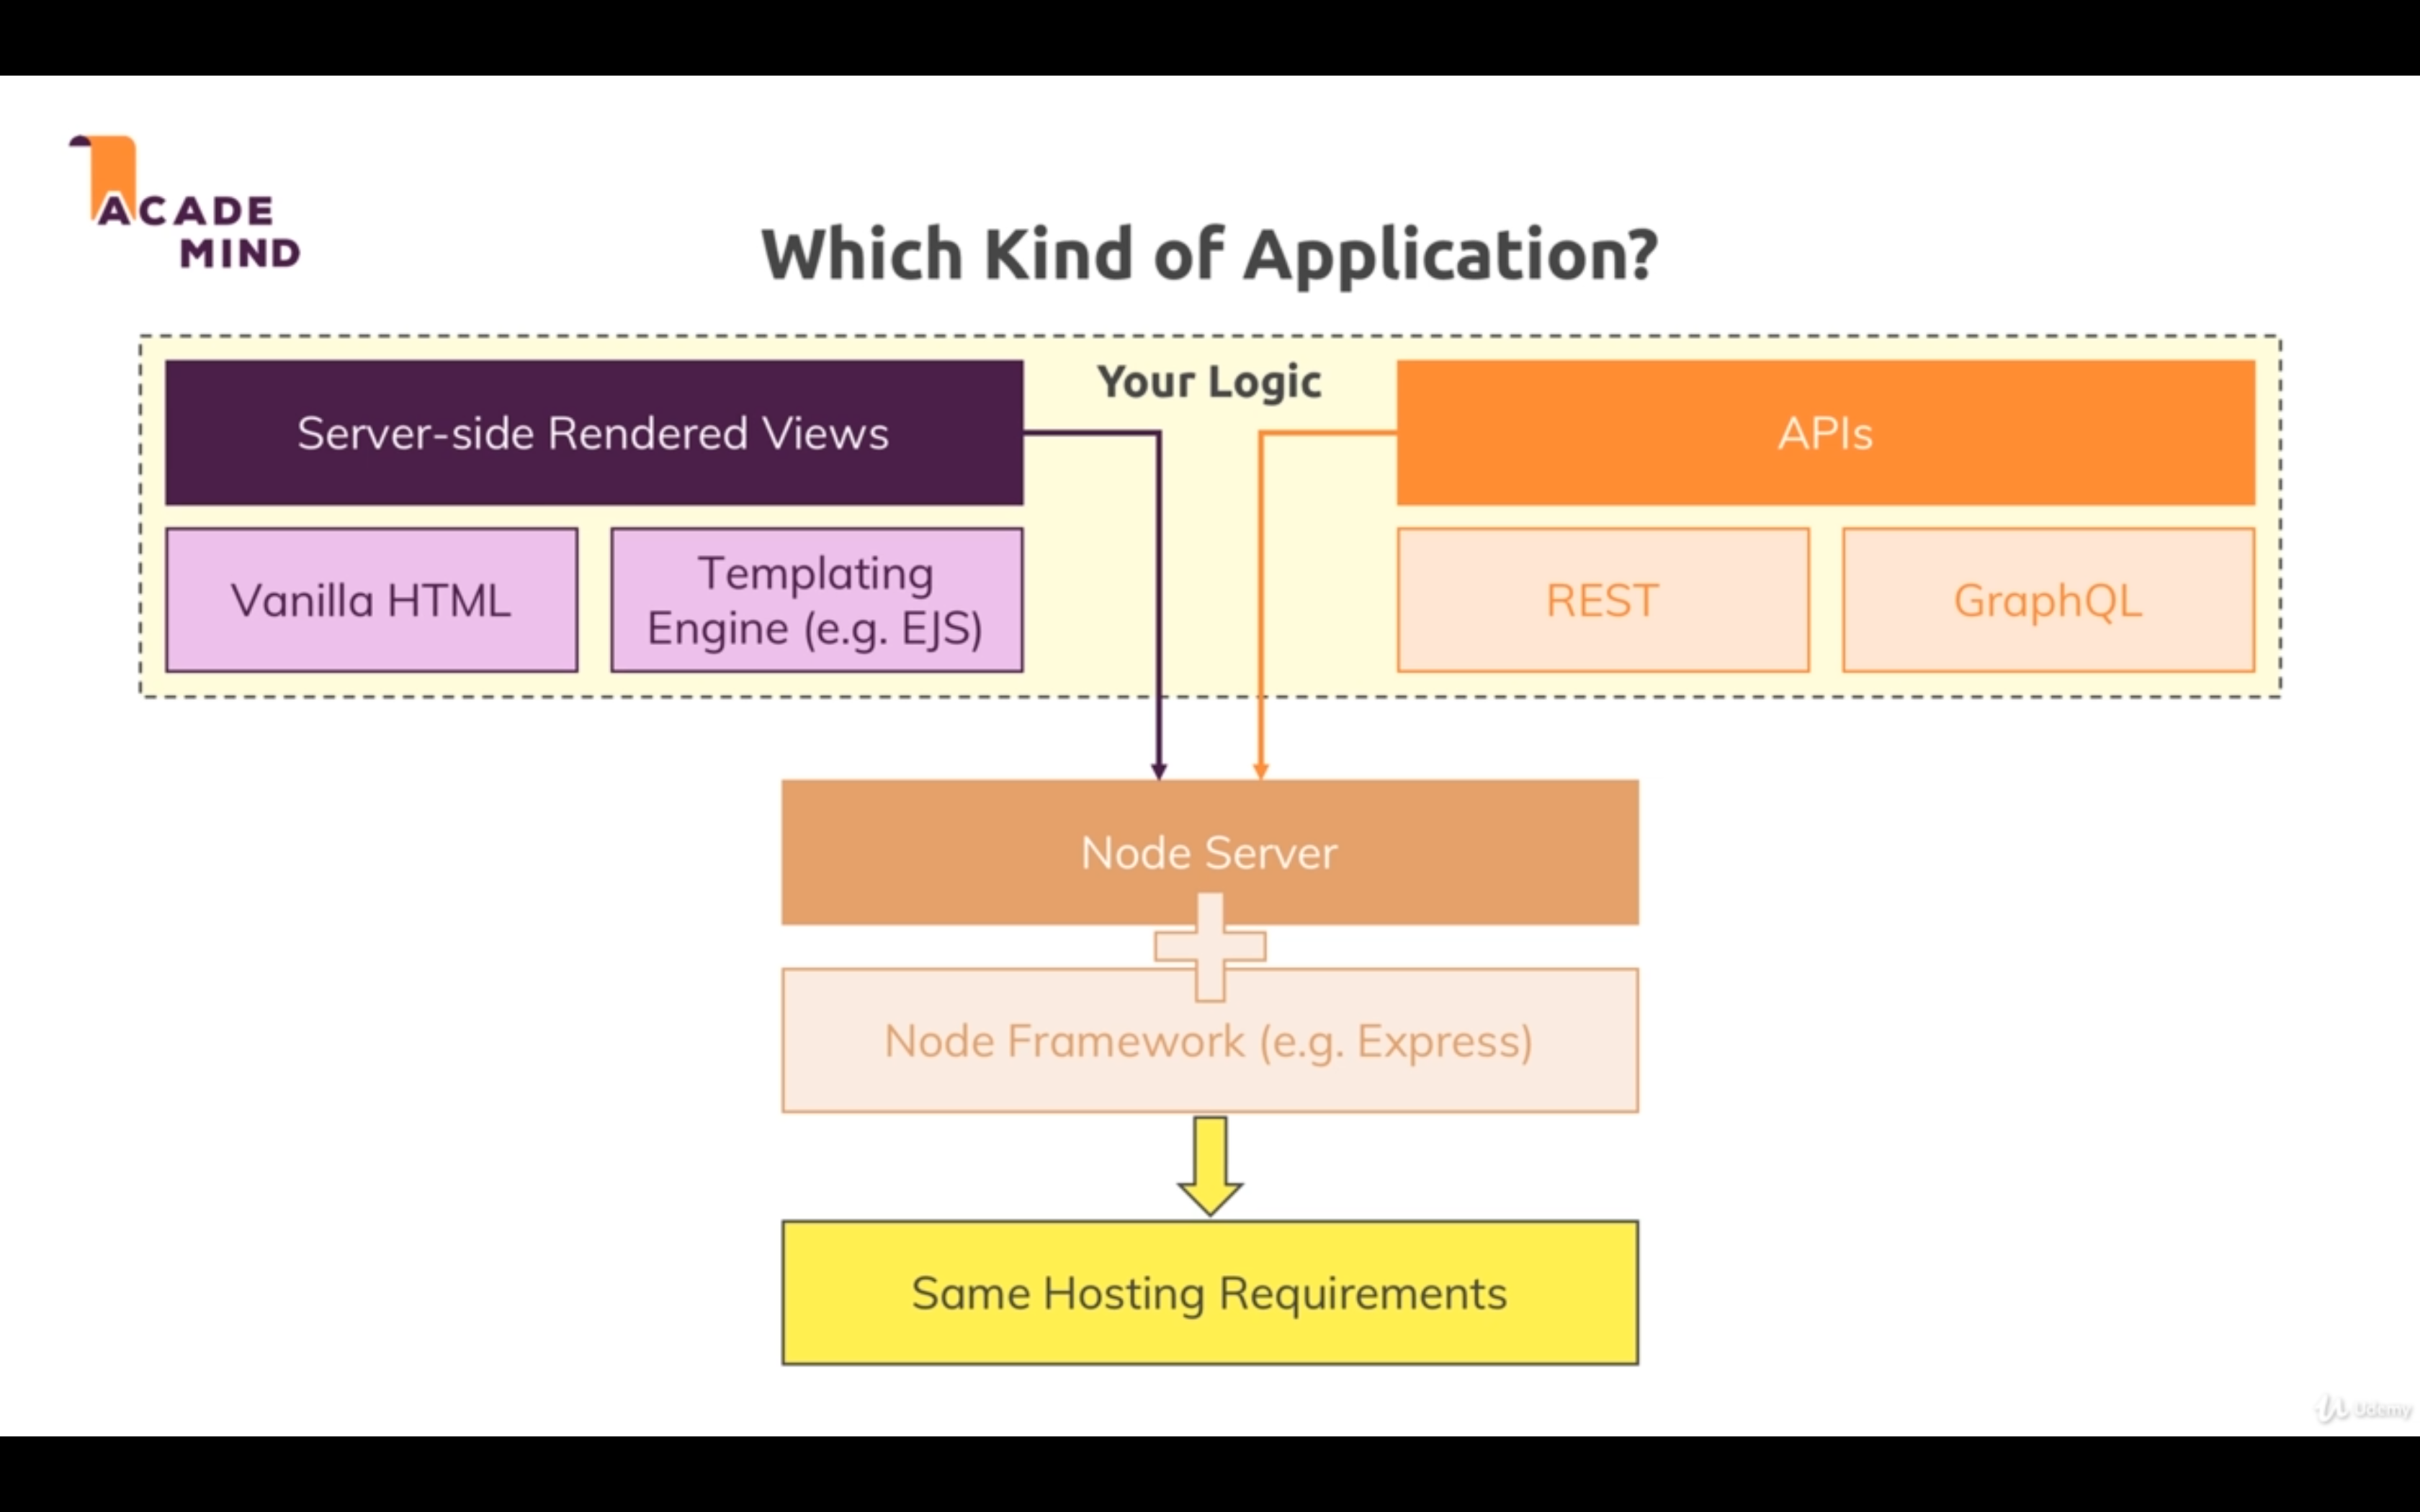 ACADE
MIND
Which Kind of Application?
Your Logic
Server-side Rendered Views
APIs
Vanilla HTML
Templating
Engine (e.g. EJS)
REST
GraphQL
Node Server
Node Framework (e.g. Express)
Same Hosting Requirements
Udemy